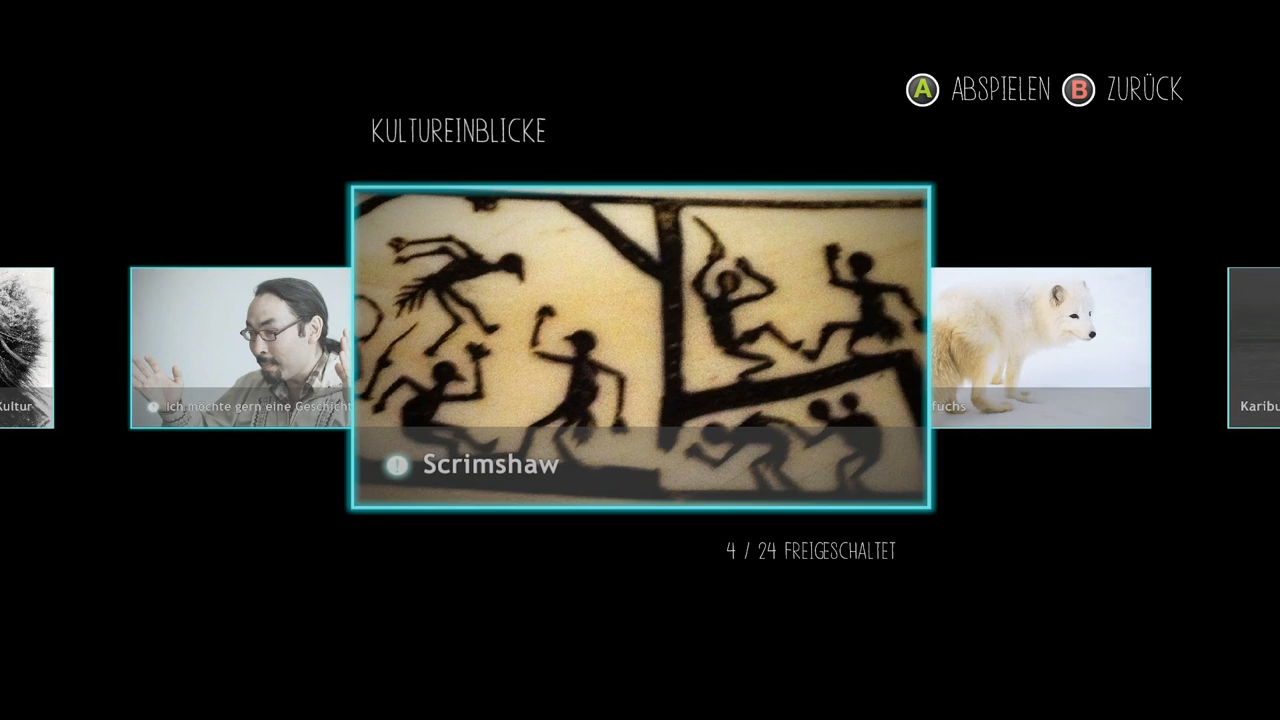 A ABSPIELEN B ZURÜCK
KULTUREINBLICKE
Kultur
Ich möchte gern eine Geschicht
fuchs
Karibu
Scrimshaw
4 / 24 FREIGESCHALTET